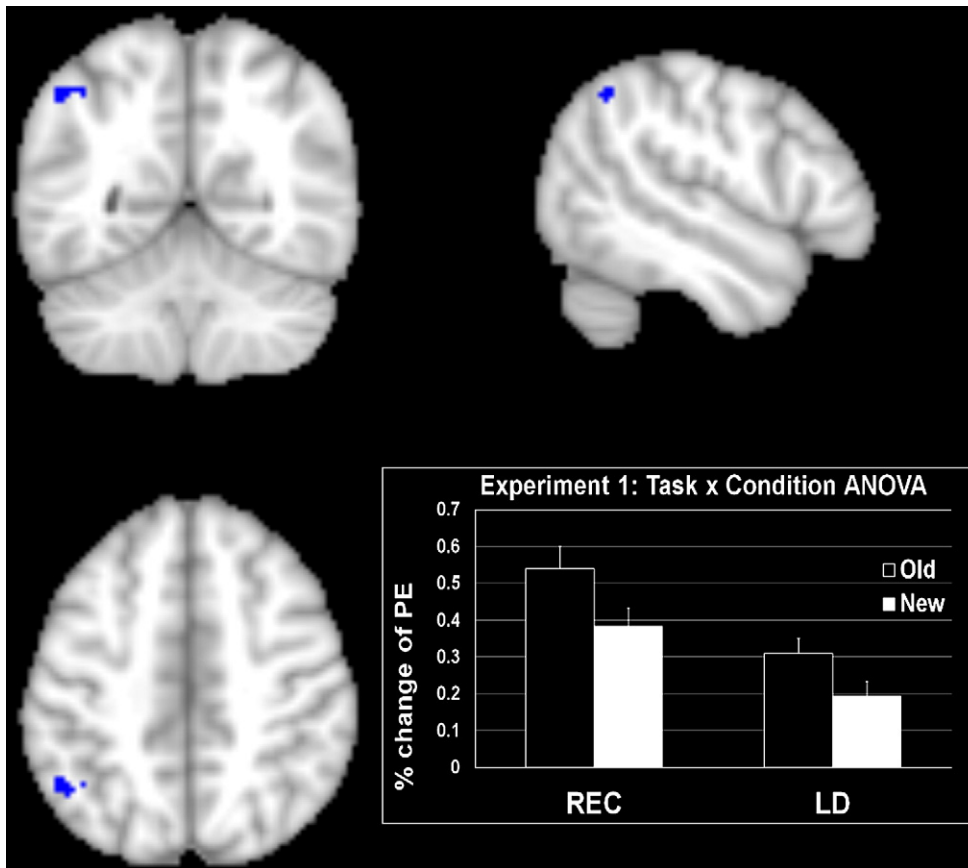 Experiment 1: Task x Condition ANOVA
% change of PE
0.7
0.6
0.5
0.4
0.3
0.2
0.1
0
Old
New
REC LD